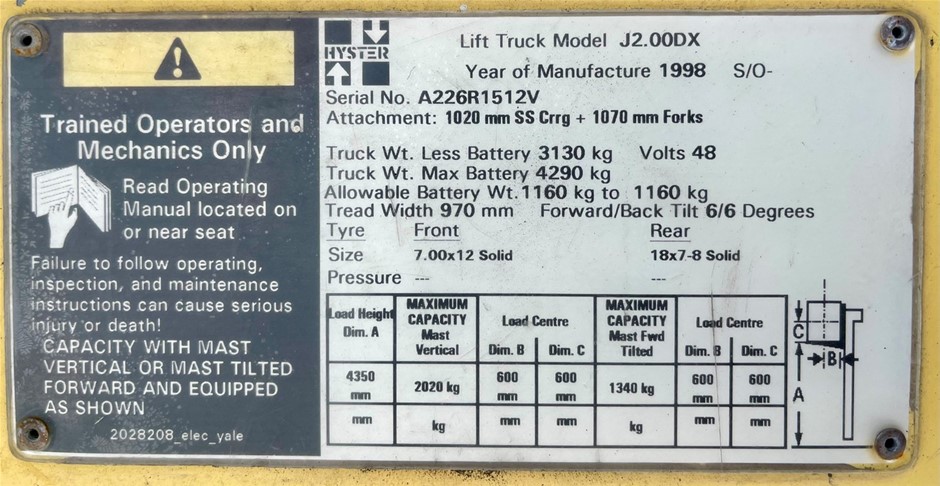 Trained Operators and
Mechanics Only
Read Operating
Manual located on
or near seat
Failure to follow operating,
inspection, and maintenance
instructions can cause serious
injury or death!
CAPACITY WITH MAST
VERTICAL OR MAST TILTED
FORWARD AND EQUIPPED
AS SHOWN
2028208_elec_yale
HYSTER
Lift Truck Model J2.00DX
Year of Manufacture 1998 S/O-
Serial No. A226R1512V
Attachment: 1020 mm SS Crrg + 1070 mm Forks
Truck Wt. Less Battery 3130 kg Volts 48
Truck Wt. Max Battery 4290 kg
Allowable Battery Wt. 1160 kg to 1160 kg
Tread Width 970 mm Forward/Back Tilt 6/6 Degrees
Tyre Front Rear
Size 7.00x12 Solid 18x7-8 Solid
Pressure --- ---
Load Height Dim. A MAXIMUM CAPACITY Mast Vertical Load Centre Dim. B Dim. C MAXIMUM CAPACITY Mast Fwd Tilted Load Centre Dim. B Dim. C
4350 mm 2020 kg 600 mm 600 mm 1340 kg 600 mm 600 mm
mm kg mm mm kg mm mm
C
B
A